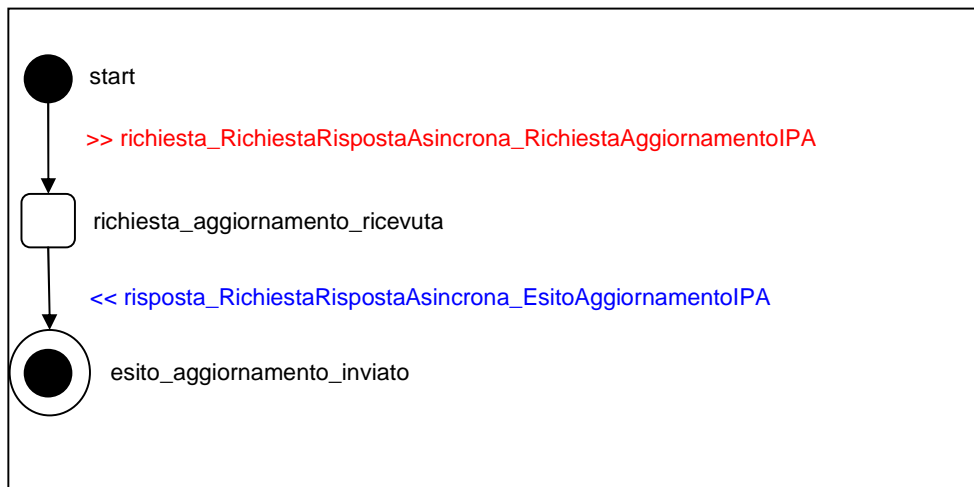 start
>> richiesta_RichiestaRispostaAsincrona_RichiestaAggiornamentoIPA
richiesta_aggiornamento_ricevuta
<< risposta_RichiestaRispostaAsincrona_EsitoAggiornamentoIPA
esito_aggiornamento_inviato